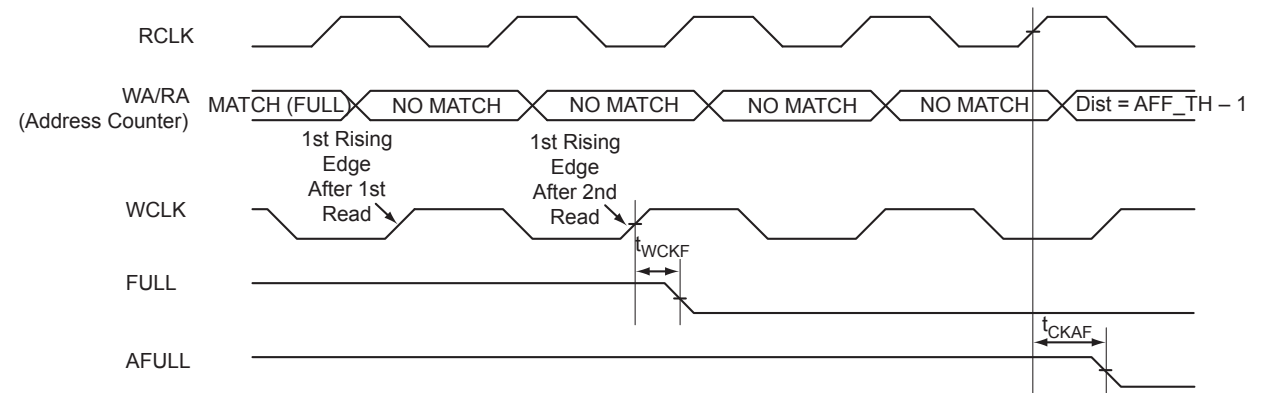 RCLK
WA/RA
(Address Counter)
MATCH (FULL)
NO MATCH
NO MATCH
NO MATCH
NO MATCH
Dist = AFF_TH – 1
1st Rising
Edge
After 1st
Read
1st Rising
Edge
After 2nd
Read
WCLK
tWCKF
FULL
tCKAF
AFULL